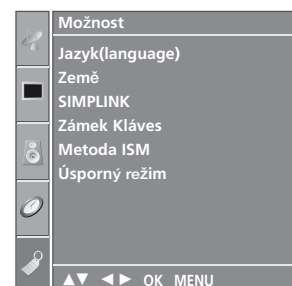 Možnost
Jazyk(language)
Země
SIMPLINK
Zámek Kláves
Metoda ISM
Úsporný režim
▲▼ ◄► OK MENU